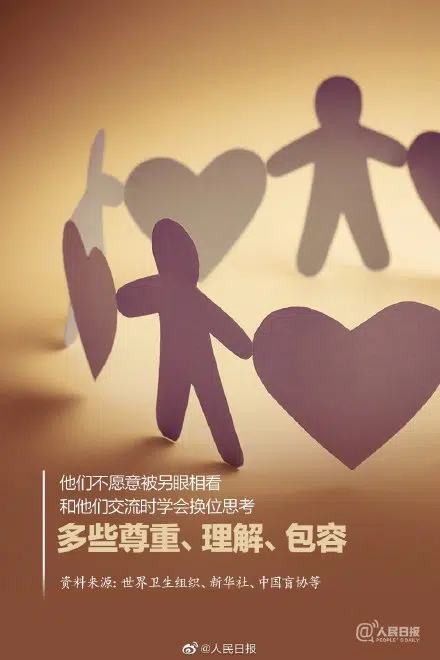 他们不愿意被另眼相看
和他们交流时学会换位思考
多些尊重、理解、包容
资料来源：世界卫生组织、新华社、中国盲协等
@人民日报
PEOPLE'S DAILY
@人民日报